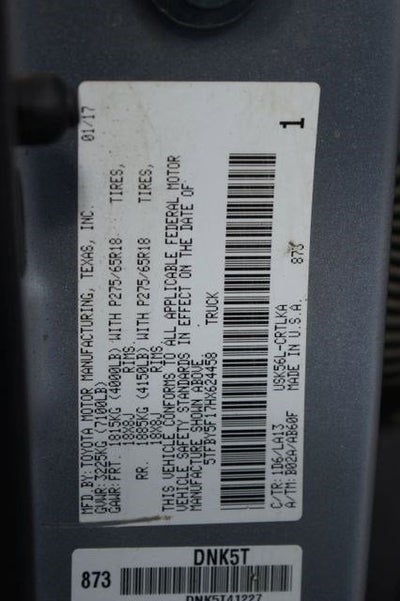 MFD.BY:TOYOTA MOTOR MANUFACTURING, TEXAS, INC. 01/17
GVWR: 3225KG (7100LB)
GAWR: FRT. 1815KG (4000LB) WITH P275/65R18 TIRES,
18X8J
RR. 1885KG (4150LB) WITH P275/65R18 TIRES,
18X8J
THIS VEHICLE CONFORMS TO ALL APPLICABLE FEDERAL MOTOR
VEHICLE SAFETY STANDARDS IN EFFECT ON THE DATE OF
MANUFACTURE SHOWN ABOVE.
5TFBY5F17HX624458 TRUCK
1
USK56L-CRTLKA 873
C/TR: 1D6/LA13
A/TM: B02A/AB60F MADE IN U.S.A.
DNK5T
873
DNK5T41227